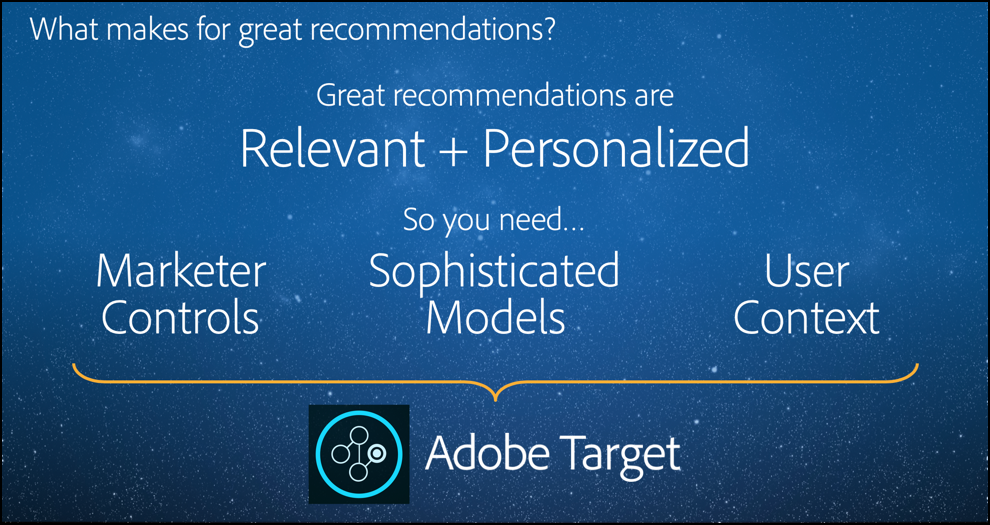 What makes for great recommendations?
Great recommendations are
Relevant + Personalized
So you need...
Marketer
Controls
Sophisticated
Models
User
Context
Adobe Target